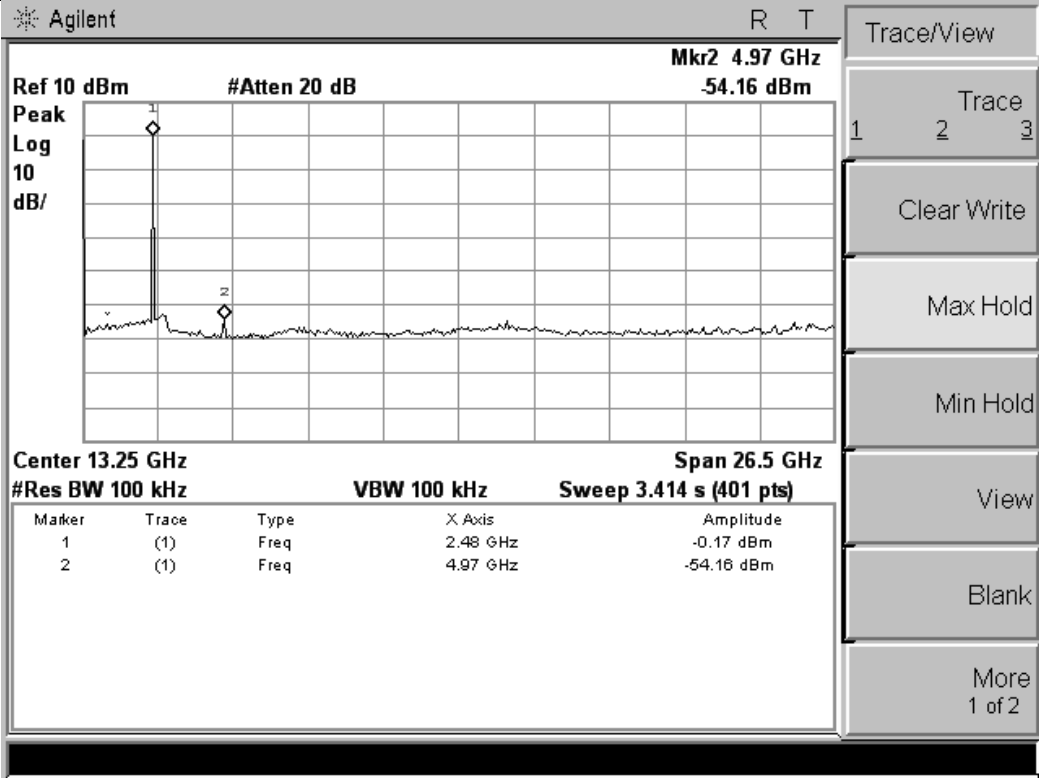 Agilent R T
Mkr2 4.97 GHz
Ref 10 dBm #Atten 20 dB -54.16 dBm
Peak
Log
10
dB/
1
2
Center 13.25 GHz Span 26.5 GHz
#Res BW 100 kHz VBW 100 kHz Sweep 3.414 s (401 pts)
Marker Trace Type X Axis Amplitude
1 (1) Freq 2.48 GHz -0.17 dBm
2 (1) Freq 4.97 GHz -54.16 dBm
Trace/View
Trace
1 2 3
Clear Write
Max Hold
Min Hold
View
Blank
More
1 of 2